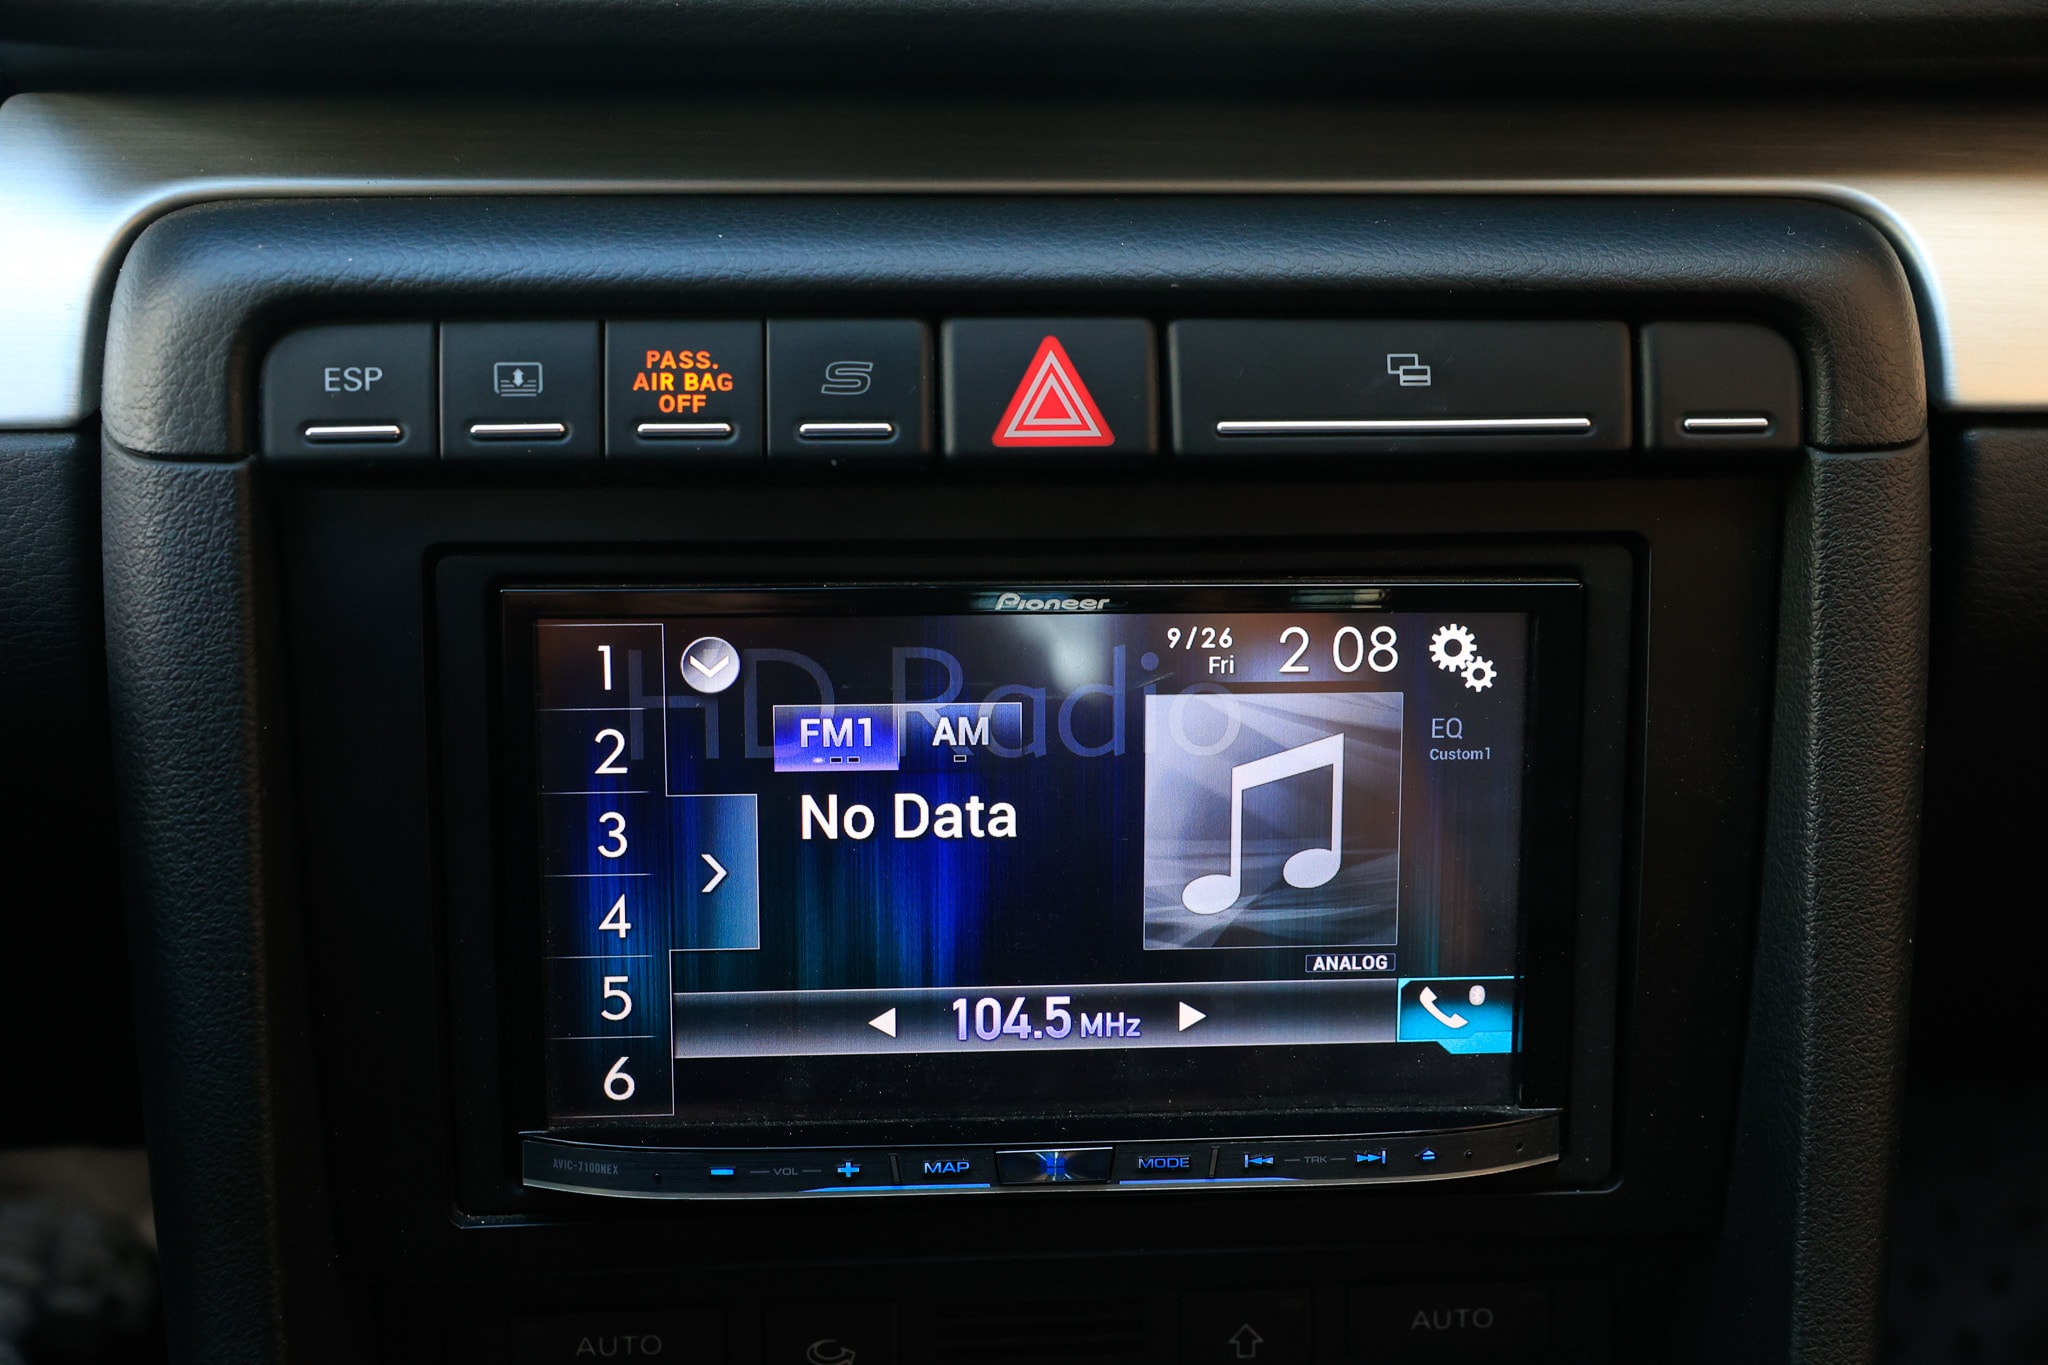 ESP
PASS.
AIR BAG
OFF
S
Pioneer
HD Radio
9/26
Fri
2 08
1
2
3
4
5
6
FM1
AM
No Data
EQ
Custom1
ANALOG
104.5 MHz
AVIC-7100NEX
VOL
MAP
MODE
TRK
AUTO
AUTO